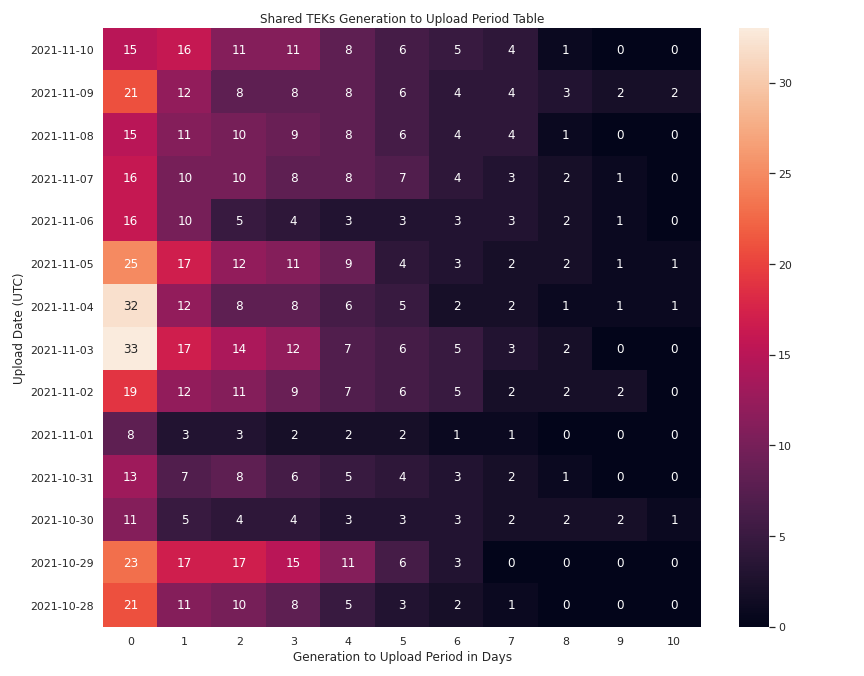 Shared TEKs Generation to Upload Period Table
Upload Date (UTC)
2021-11-10 15 16 11 11 8 6 5 4 1 0 0
2021-11-09 21 12 8 8 8 6 4 4 3 2 2
2021-11-08 15 11 10 9 8 6 4 4 1 0 0
2021-11-07 16 10 10 8 8 7 4 3 2 1 0
2021-11-06 16 10 5 4 3 3 3 3 2 1 0
2021-11-05 25 17 12 11 9 4 3 2 2 1 1
2021-11-04 32 12 8 8 6 5 2 2 1 1 1
2021-11-03 33 17 14 12 7 6 5 3 2 0 0
2021-11-02 19 12 11 9 7 6 5 2 2 2 0
2021-11-01 8 3 3 2 2 2 1 1 0 0 0
2021-10-31 13 7 8 6 5 4 3 2 1 0 0
2021-10-30 11 5 4 4 3 3 3 2 2 2 1
2021-10-29 23 17 17 15 11 6 3 0 0 0 0
2021-10-28 21 11 10 8 5 3 2 1 0 0 0
0 1 2 3 4 5 6 7 8 9 10
Generation to Upload Period in Days
30
25
20
15
10
5
0